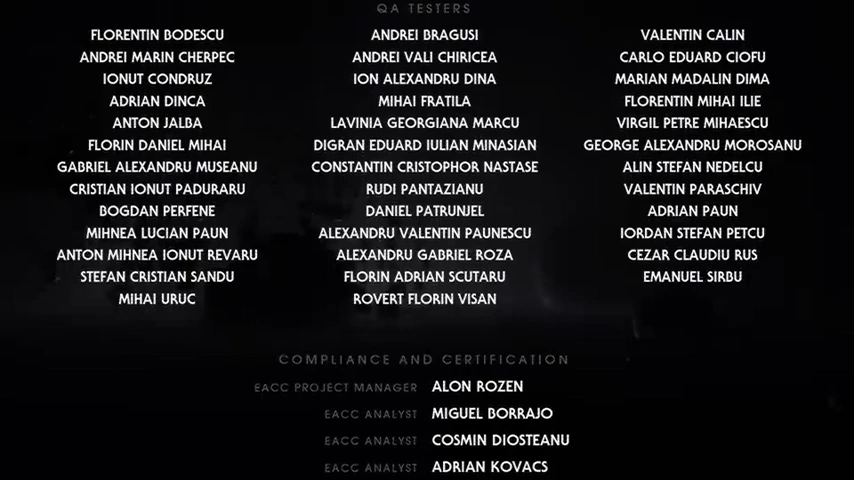 QA TESTERS
FLORENTIN BODESCU ANDREI BRAGUSI VALENTIN CALIN
ANDREI MARIN CHERPEC ANDREI VALI CHIRICEA CARLO EDUARD CIOFU
IONUT CONDRUZ ION ALEXANDRU DINA MARIAN MADALIN DIMA
ADRIAN DINCA MIHAI FRATILA FLORENTIN MIHAI ILIE
ANTON JALBA LAVINIA GEORGIANA MARCU VIRGIL PETRE MIHAESCU
FLORIN DANIEL MIHAI DIGRAN EDUARD IULIAN MINASIAN GEORGE ALEXANDRU MOROSANU
GABRIEL ALEXANDRU MUSEANU CONSTANTIN CRISTOPHOR NASTASE ALIN STEFAN NEDELCU
CRISTIAN IONUT PADURARU RUDI PANTAZIANU VALENTIN PARASCHIV
BOGDAN PERFENE DANIEL PATRUNJEL ADRIAN PAUN
MIHNEA LUCIAN PAUN ALEXANDRU VALENTIN PAUNESCU IORDAN STEFAN PETCU
ANTON MIHNEA IONUT REVARU ALEXANDRU GABRIEL ROZA CEZAR CLAUDIU RUS
STEFAN CRISTIAN SANDU FLORIN ADRIAN SCUTARU EMANUEL SIRBU
MIHAI URUC ROVERT FLORIN VISAN
COMPLIANCE AND CERTIFICATION
EACC PROJECT MANAGER ALON ROZEN
EACC ANALYST MIGUEL BORRAJO
EACC ANALYST COSMIN DIOSTEANU
EACC ANALYST ADRIAN KOVACS